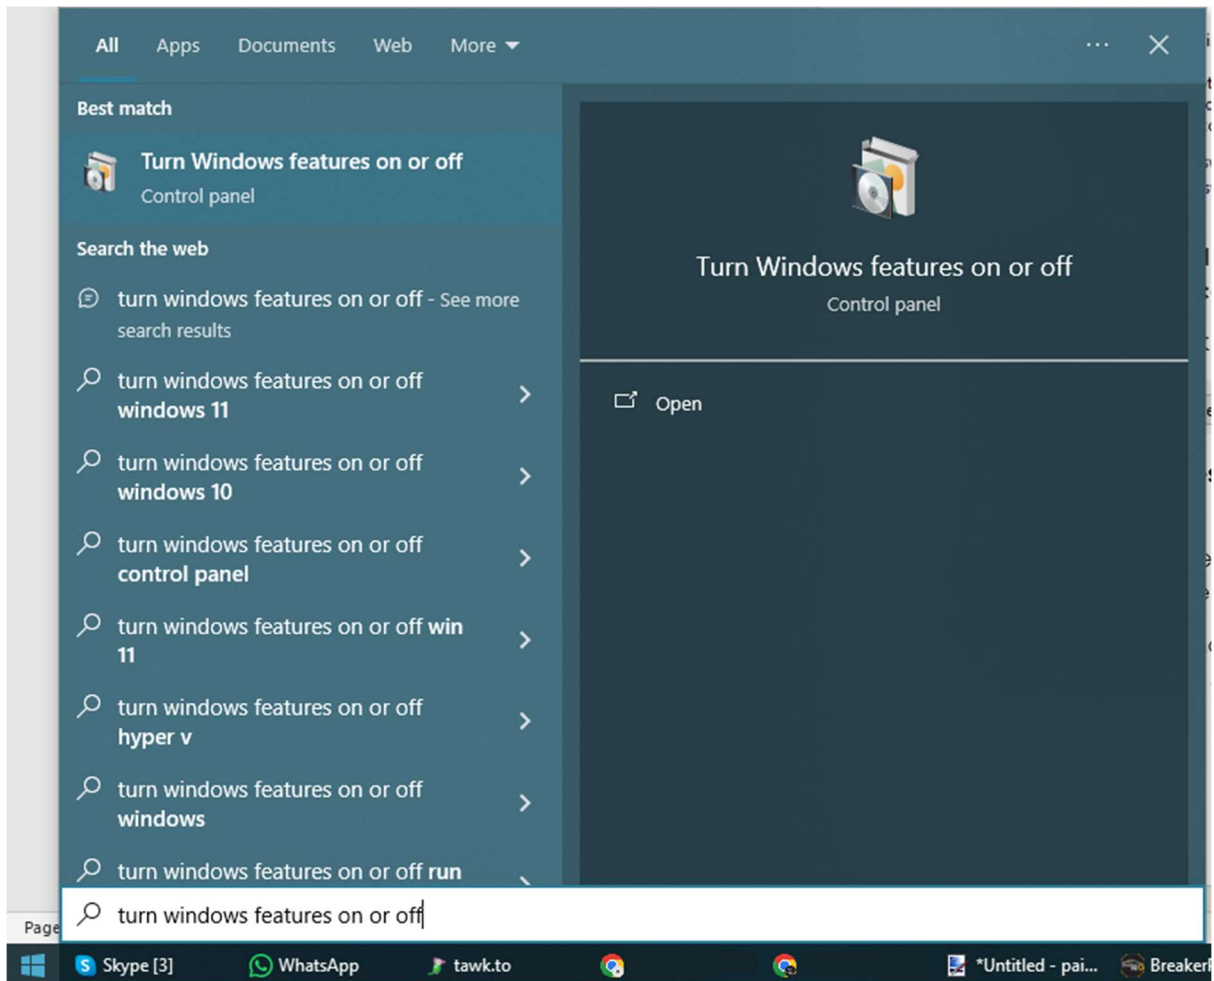 All Apps Documents Web More
Best match
Turn Windows features on or off
Control panel
Search the web
turn windows features on or off - See more
search results
turn windows features on or off
windows 11
turn windows features on or off
windows 10
turn windows features on or off
control panel
turn windows features on or off win
11
turn windows features on or off
hyper v
turn windows features on or off
windows
turn windows features on or off run
Turn Windows features on or off
Control panel
Open
turn windows features on or off
Page
Skype [3] WhatsApp tawk.to *Untitled - pai...